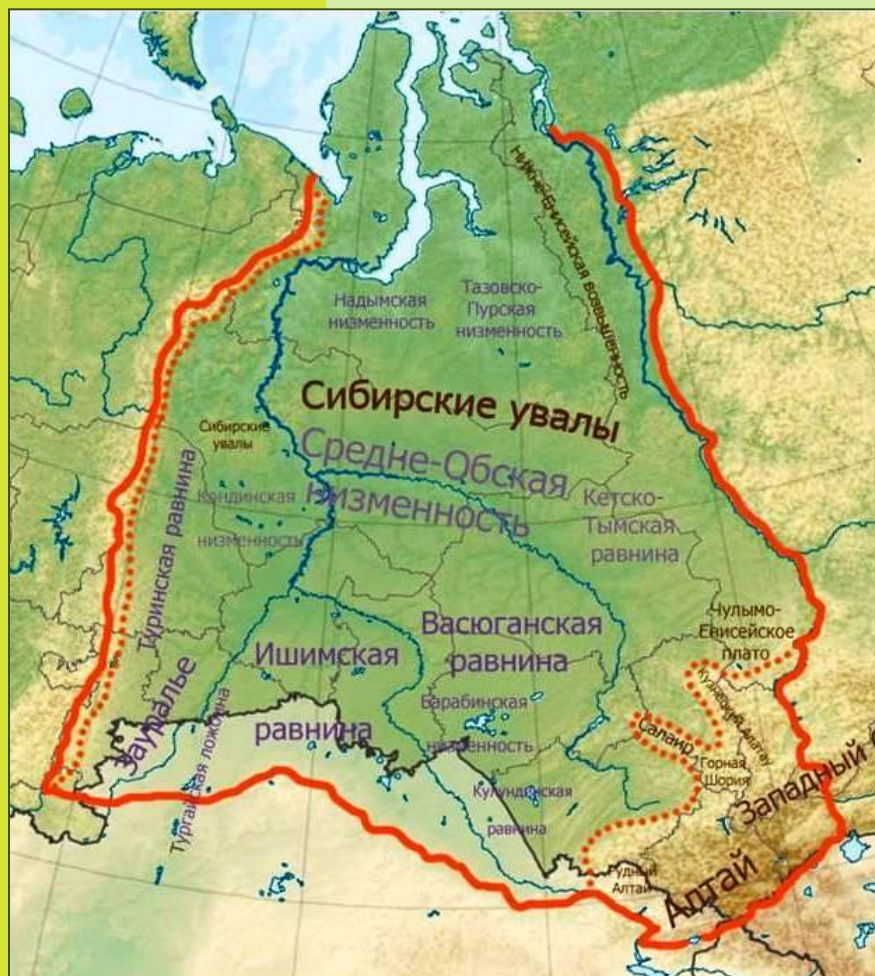 Нижне-Енисейская возвышенность
Надымская
низменность
Тазовско-
Пурская
низменность
Сибирские увалы
Сибирские
увалы
Средне-Обская
низменность
Кондинская
низменность
Кетско-
Тымская
равнина
Туринская равнина
Чулымо-
Енисейское
плато
Васюганская
равнина
Ишимская
равнина
Зауралье
Тургайская ложбина
Барабинская
низменность
Кузнецкий Алатау
Салаир
Горная
Шория
Кулундинская
равнина
Западный
Рудный
Алтай
Алтай